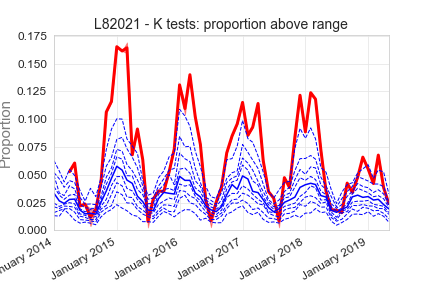 L82021 - K tests: proportion above range
Proportion
0.175
0.150
0.125
0.100
0.075
0.050
0.025
0.000
nuary 2014
January 2015
January 2016
January 2017
January 2018
January 2019